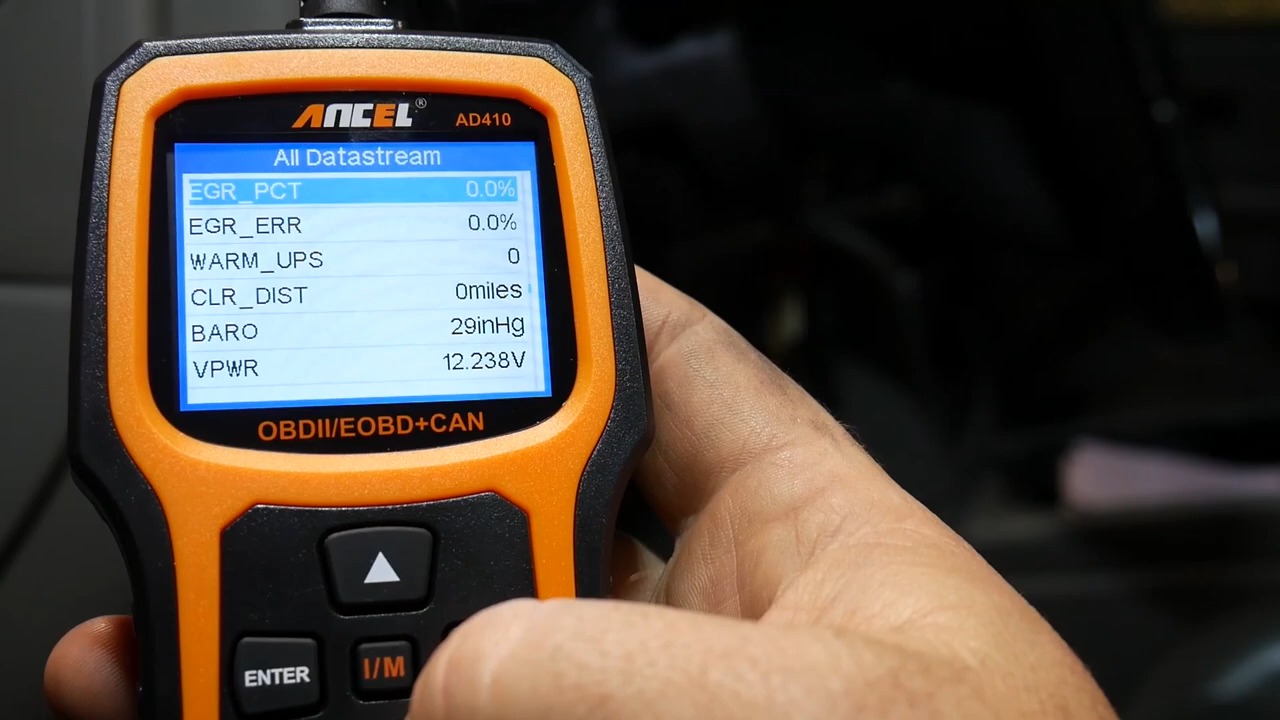 ANCEL®
AD410
All Datastream
EGR_PCT 0.0%
EGR_ERR 0.0%
WARM_UPS 0
CLR_DIST 0miles
BARO 29inHg
VPWR 12.238V
OBDII/EOBD+CAN
ENTER
I/M